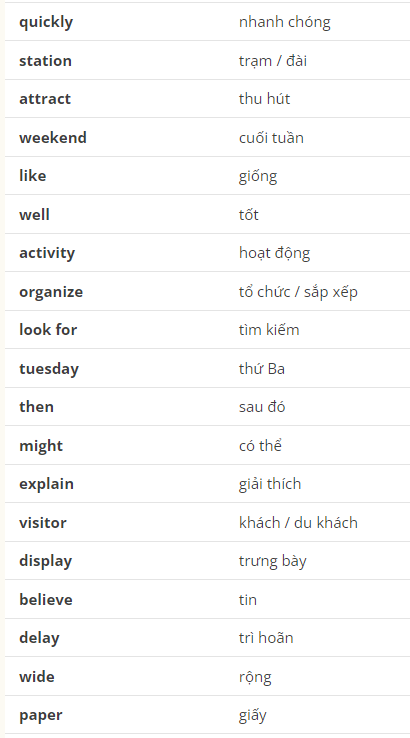 quickly nhanh chóng
station trạm / đài
attract thu hút
weekend cuối tuần
like giống
well tốt
activity hoạt động
organize tổ chức / sắp xếp
look for tìm kiếm
tuesday thứ Ba
then sau đó
might có thể
explain giải thích
visitor khách / du khách
display trưng bày
believe tin
delay trì hoãn
wide rộng
paper giấy